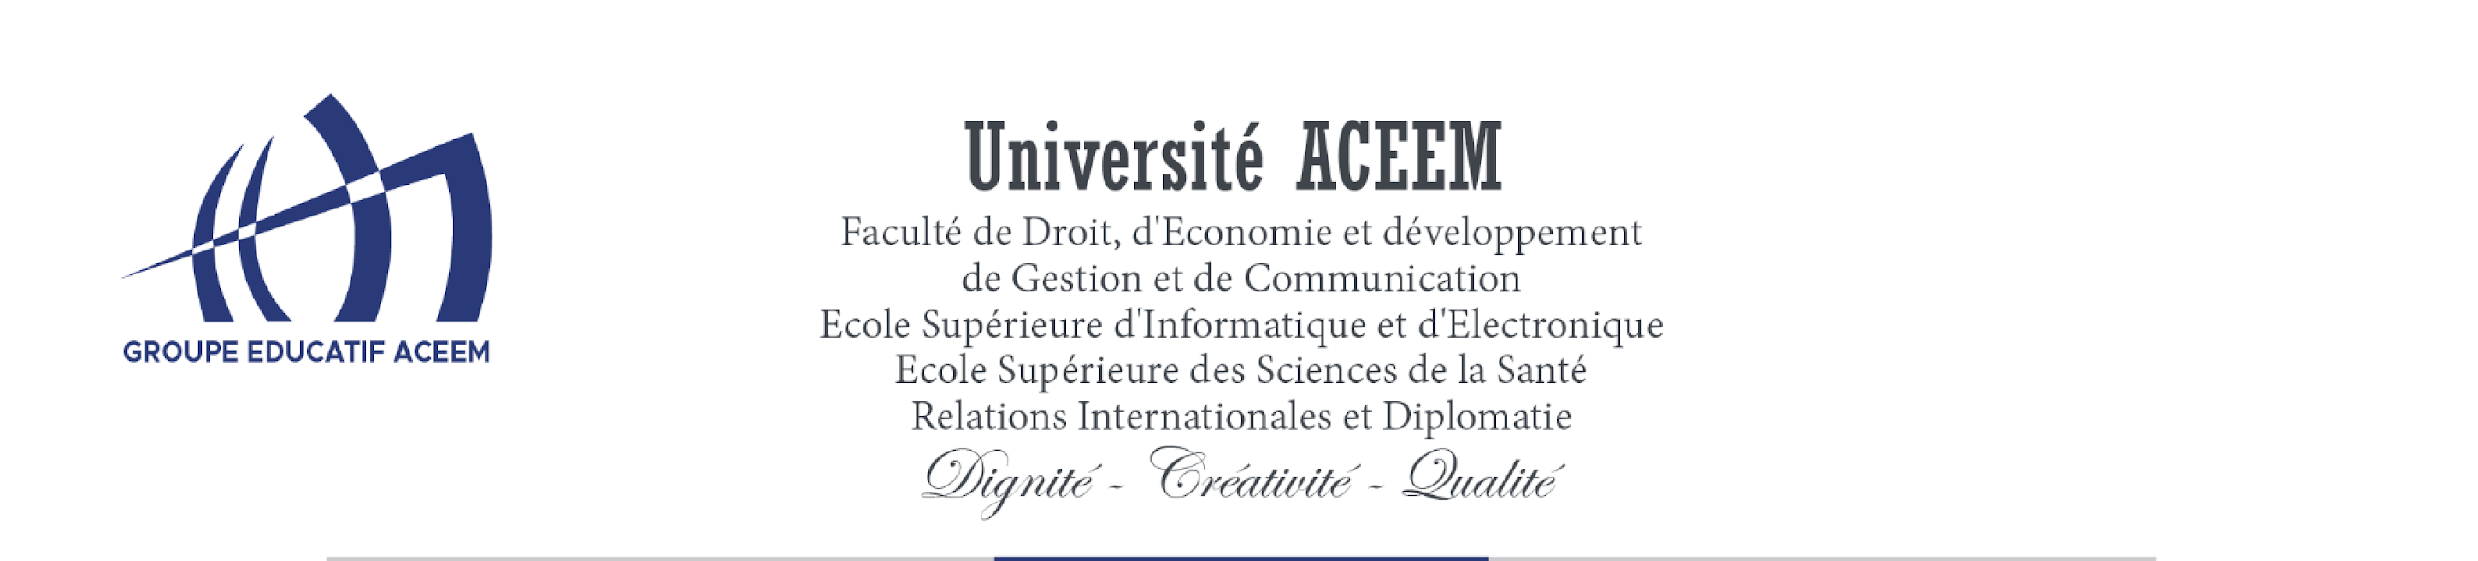 GROUPE EDUCATIF ACEEM
Université ACEEM
Faculté de Droit, d'Economie et développement
de Gestion et de Communication
Ecole Supérieure d'Informatique et d'Electronique
Ecole Supérieure des Sciences de la Santé
Relations Internationales et Diplomatie
Dignité - Créativité - Qualité